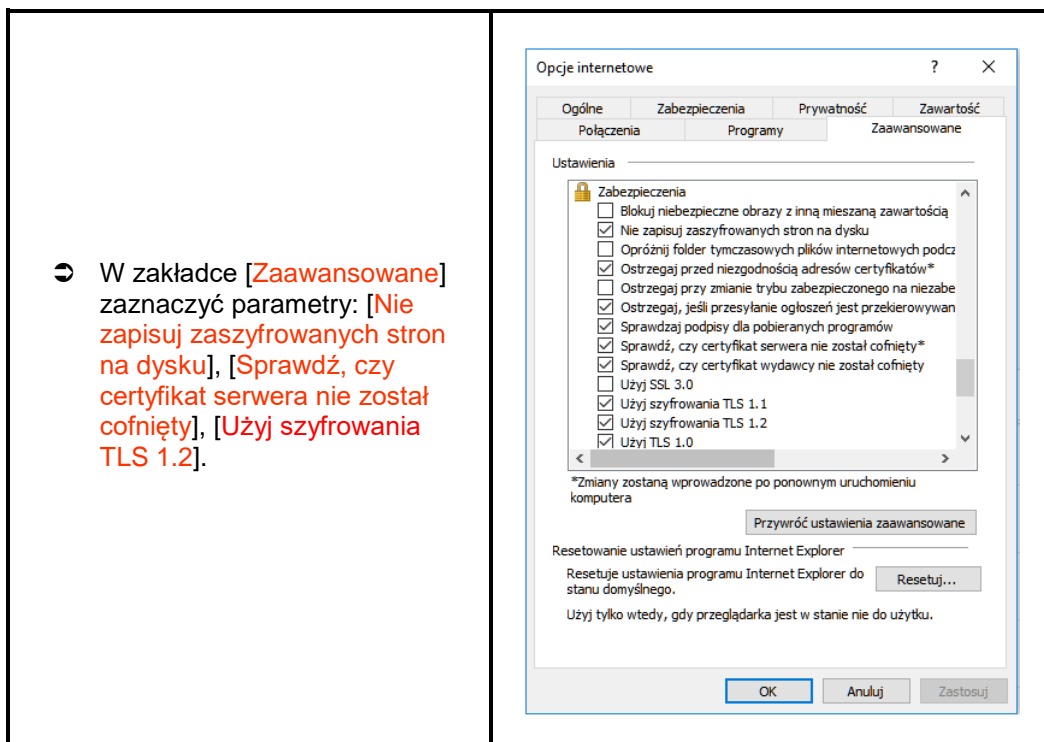 ➲ W zakładce [Zaawansowane]
zaznaczyć parametry: [Nie
zapisuj zaszyfrowanych stron
na dysku], [Sprawdź, czy
certyfikat serwera nie został
cofnięty], [Użyj szyfrowania
TLS 1.2].
Opcje internetowe ? ×
Ogólne Zabezpieczenia Prywatność Zawartość
Połączenia Programy Zaawansowane
Ustawienia
Zabezpieczenia
Blokuj niebezpieczne obrazy z inną mieszaną zawartością
Nie zapisuj zaszyfrowanych stron na dysku
Opróżnij folder tymczasowych plików internetowych podcz
Ostrzegaj przed niezgodnością adresów certyfikatów*
Ostrzegaj przy zmianie trybu zabezpieczonego na niezabe
Ostrzegaj, jeśli przesyłanie ogłoszeń jest przekierowywan
Sprawdzaj podpisy dla pobieranych programów
Sprawdź, czy certyfikat serwera nie został cofnięty*
Sprawdź, czy certyfikat wydawcy nie został cofnięty
Użyj SSL 3.0
Użyj szyfrowania TLS 1.1
Użyj szyfrowania TLS 1.2
Użyj TLS 1.0
*Zmiany zostaną wprowadzone po ponownym uruchomieniu
komputera
Przywróć ustawienia zaawansowane
Resetowanie ustawień programu Internet Explorer
Resetuje ustawienia programu Internet Explorer do
stanu domyślnego.
Resetuj...
Użyj tylko wtedy, gdy przeglądarka jest w stanie nie do użytku.
OK Anuluj Zastosuj